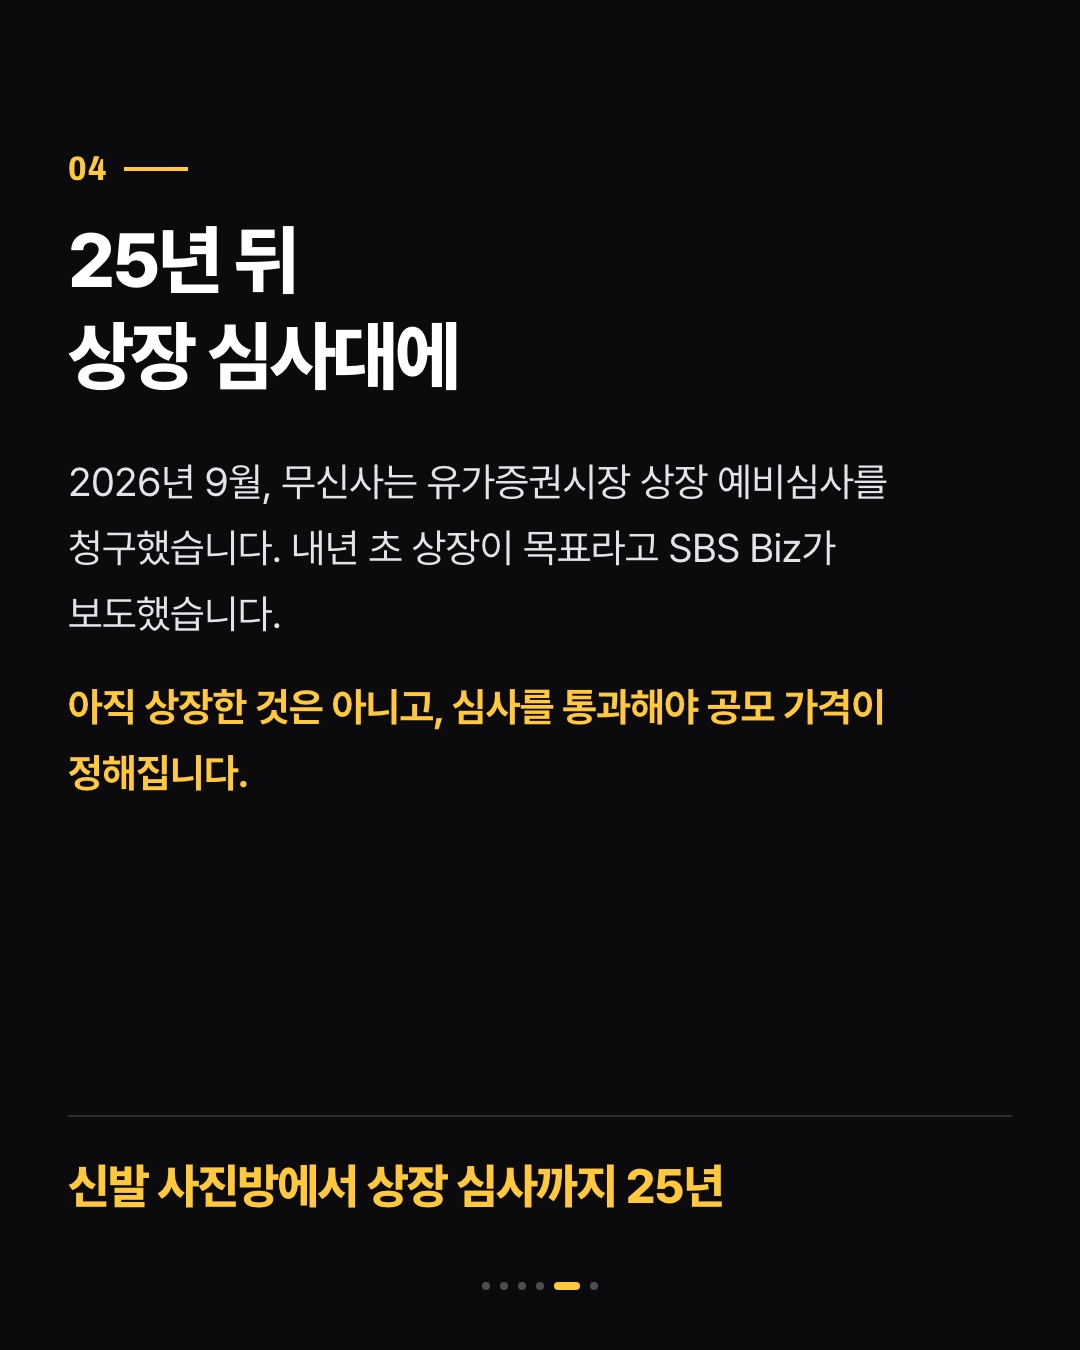 04
25년 뒤
상장 심사대에
2026년 9월, 무신사는 유가증권시장 상장 예비심사를
청구했습니다. 내년 초 상장이 목표라고 SBS Biz가
보도했습니다.
아직 상장한 것은 아니고, 심사를 통과해야 공모 가격이
정해집니다.
신발 사진방에서 상장 심사까지 25년